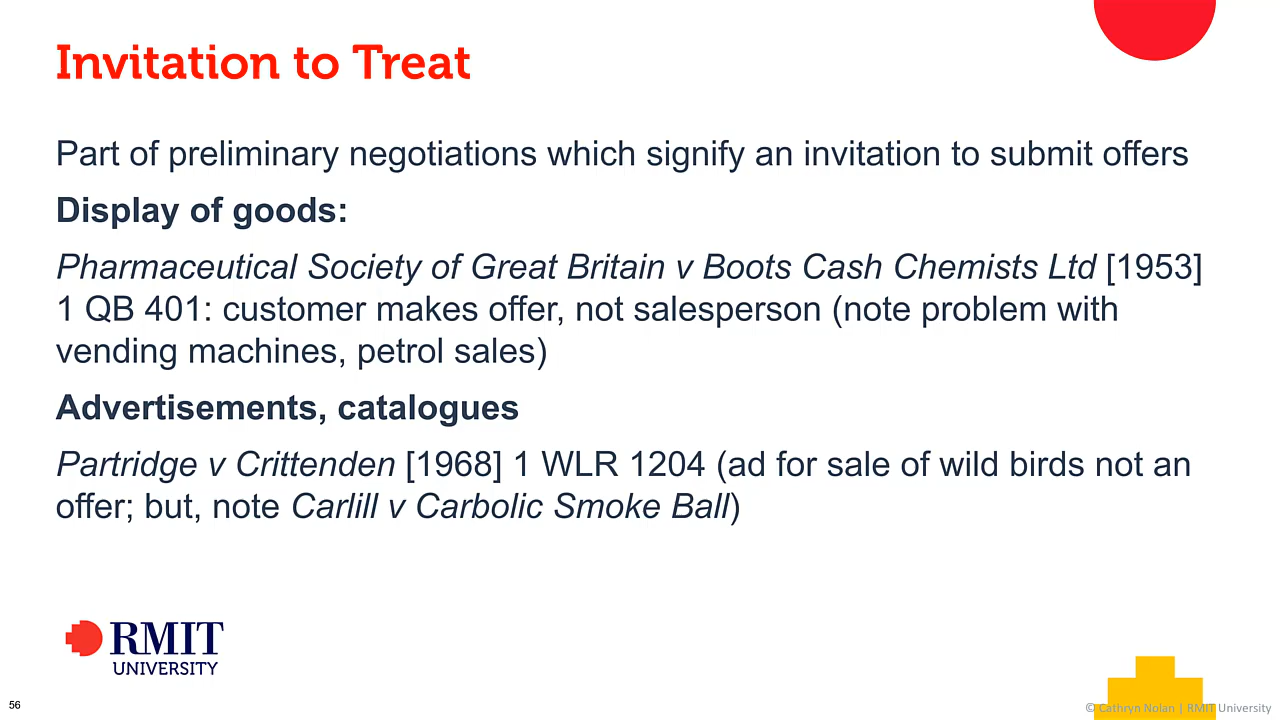 Invitation to Treat
Part of preliminary negotiations which signify an invitation to submit offers
Display of goods:
Pharmaceutical Society of Great Britain v Boots Cash Chemists Ltd [1953]
1 QB 401: customer makes offer, not salesperson (note problem with
vending machines, petrol sales)
Advertisements, catalogues
Partridge v Crittenden [1968] 1 WLR 1204 (ad for sale of wild birds not an
offer; but, note Carlill v Carbolic Smoke Ball)
RMIT
UNIVERSITY
56
© Cathryn Nolan | RMIT University